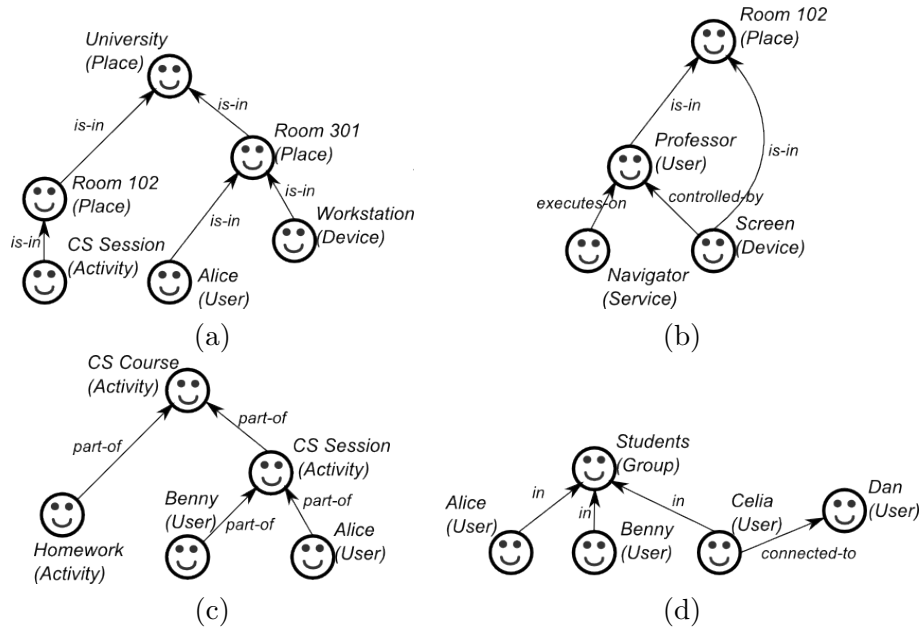 University
(Place)
is-in
is-in
Room 301
(Place)
Room 102
(Place)
is-in
is-in
Workstation
(Device)
is-in
CS Session
(Activity)
Alice
(User)
(a)
Room 102
(Place)
is-in
Professor
(User)
is-in
executes-on
controlled-by
Screen
(Device)
Navigator
(Service)
(b)
CS Course
(Activity)
part-of
part-of
CS Session
(Activity)
Benny
(User)
part-of
part-of
Alice
(User)
Homework
(Activity)
(c)
Students
(Group)
Alice
(User)
in
in
in
Benny
(User)
Celia
(User)
Dan
(User)
connected-to
(d)